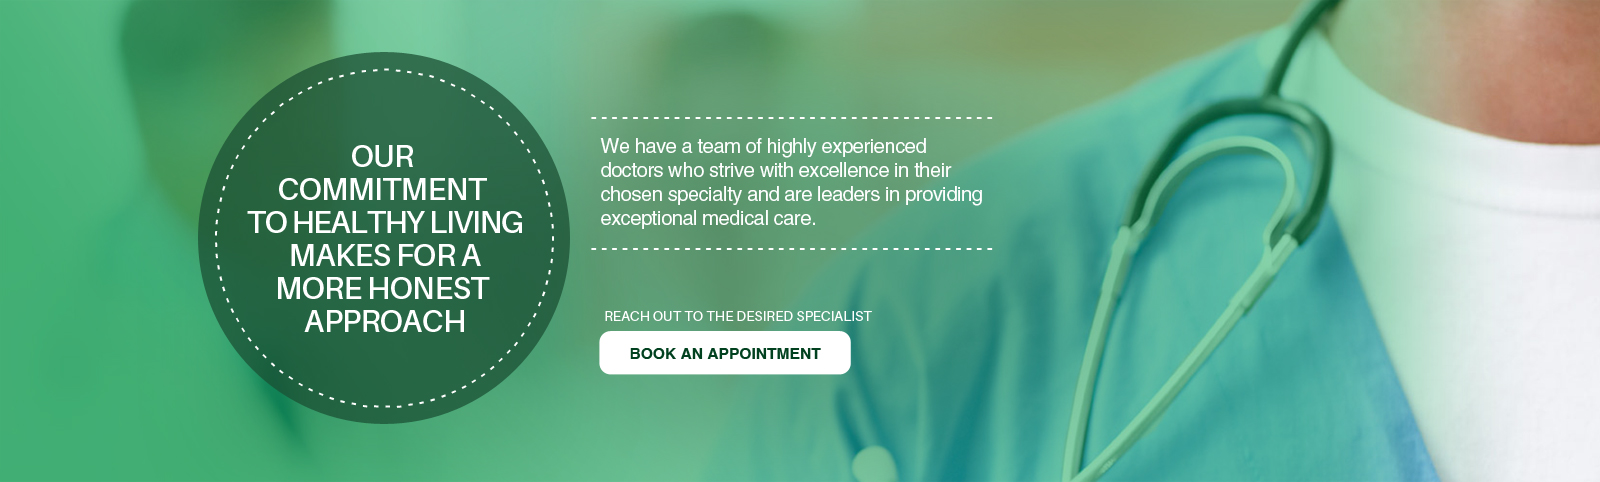 OUR
COMMITMENT
TO HEALTHY LIVING
MAKES FOR A
MORE HONEST
APPROACH
We have a team of highly experienced
doctors who strive with excellence in their
chosen specialty and are leaders in providing
exceptional medical care.
REACH OUT TO THE DESIRED SPECIALIST
BOOK AN APPOINTMENT